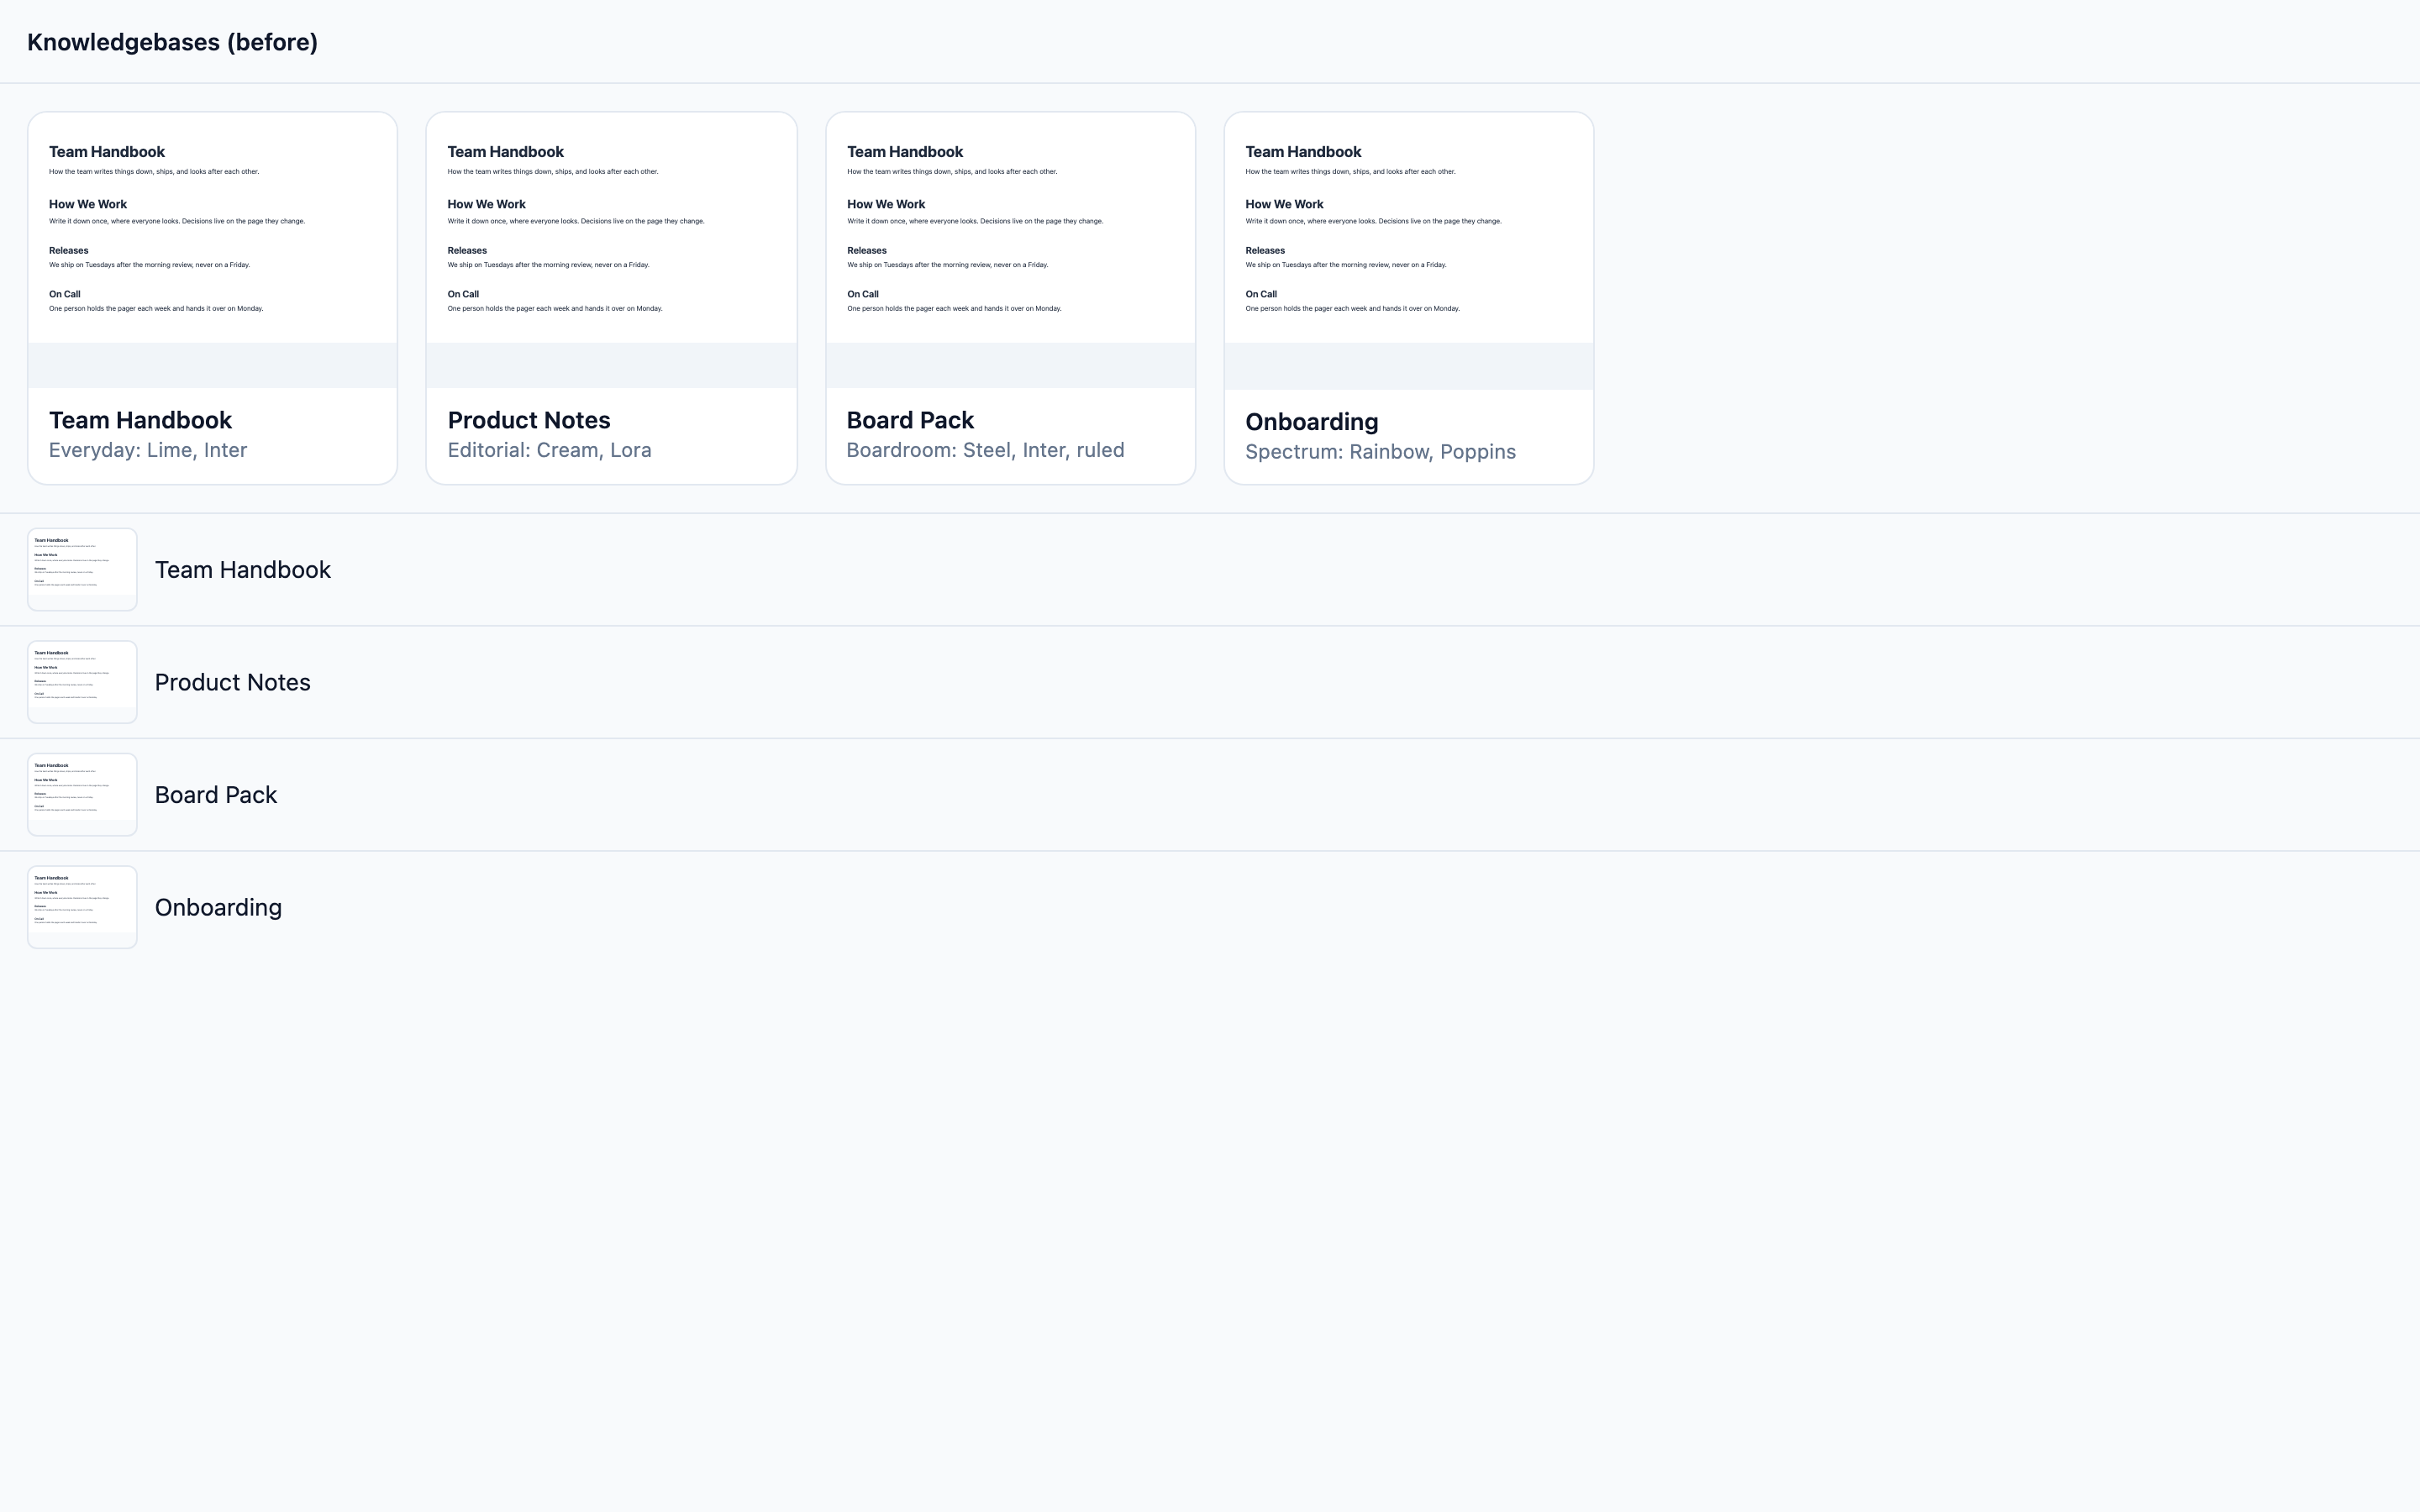 Knowledgebases (before)
Team Handbook
How the team writes things down, ships, and looks after each other.
How We Work
Write it down once, where everyone looks. Decisions live on the page they change.
Releases
We ship on Tuesdays after the morning review, never on a Friday.
On Call
One person holds the pager each week and hands it over on Monday.
Team Handbook
Everyday: Lime, Inter
Team Handbook
How the team writes things down, ships, and looks after each other.
How We Work
Write it down once, where everyone looks. Decisions live on the page they change.
Releases
We ship on Tuesdays after the morning review, never on a Friday.
On Call
One person holds the pager each week and hands it over on Monday.
Product Notes
Editorial: Cream, Lora
Team Handbook
How the team writes things down, ships, and looks after each other.
How We Work
Write it down once, where everyone looks. Decisions live on the page they change.
Releases
We ship on Tuesdays after the morning review, never on a Friday.
On Call
One person holds the pager each week and hands it over on Monday.
Board Pack
Boardroom: Steel, Inter, ruled
Team Handbook
How the team writes things down, ships, and looks after each other.
How We Work
Write it down once, where everyone looks. Decisions live on the page they change.
Releases
We ship on Tuesdays after the morning review, never on a Friday.
On Call
One person holds the pager each week and hands it over on Monday.
Onboarding
Spectrum: Rainbow, Poppins
Team Handbook
How We Work
Team Handbook
Team Handbook
How We Work
Product Notes
Team Handbook
How We Work
Board Pack
Team Handbook
How We Work
Onboarding